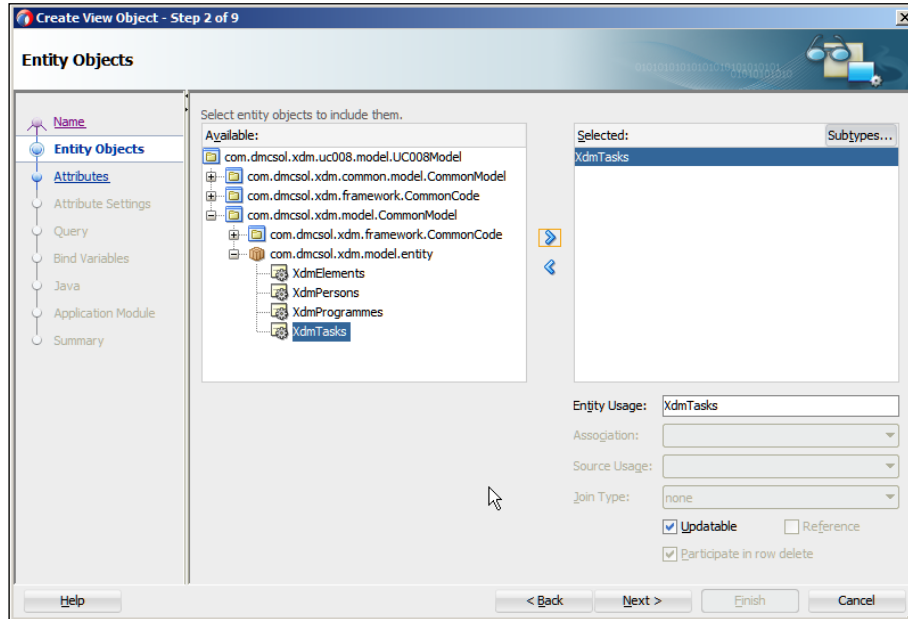 Create View Object - Step 2 of 9
Entity Objects
Name
Entity Objects
Attributes
Attribute Settings
Query
Bind Variables
Java
Application Module
Summary
Select entity objects to include them.
Available:
com.dmcsol.xdm.uc008.model.UC008Model
com.dmcsol.xdm.common.model.CommonModel
com.dmcsol.xdm.framework.CommonCode
com.dmcsol.xdm.model.CommonModel
com.dmcsol.xdm.framework.CommonCode
com.dmcsol.xdm.model.entity
XdmElements
XdmPersons
XdmProgrammes
XdmTasks
Selected:
Subtypes...
XdmTasks
Entity Usage: XdmTasks
Association:
Source Usage:
Join Type: none
Updatable Reference
Participate in row delete
Help
< Back
Next >
Finish
Cancel